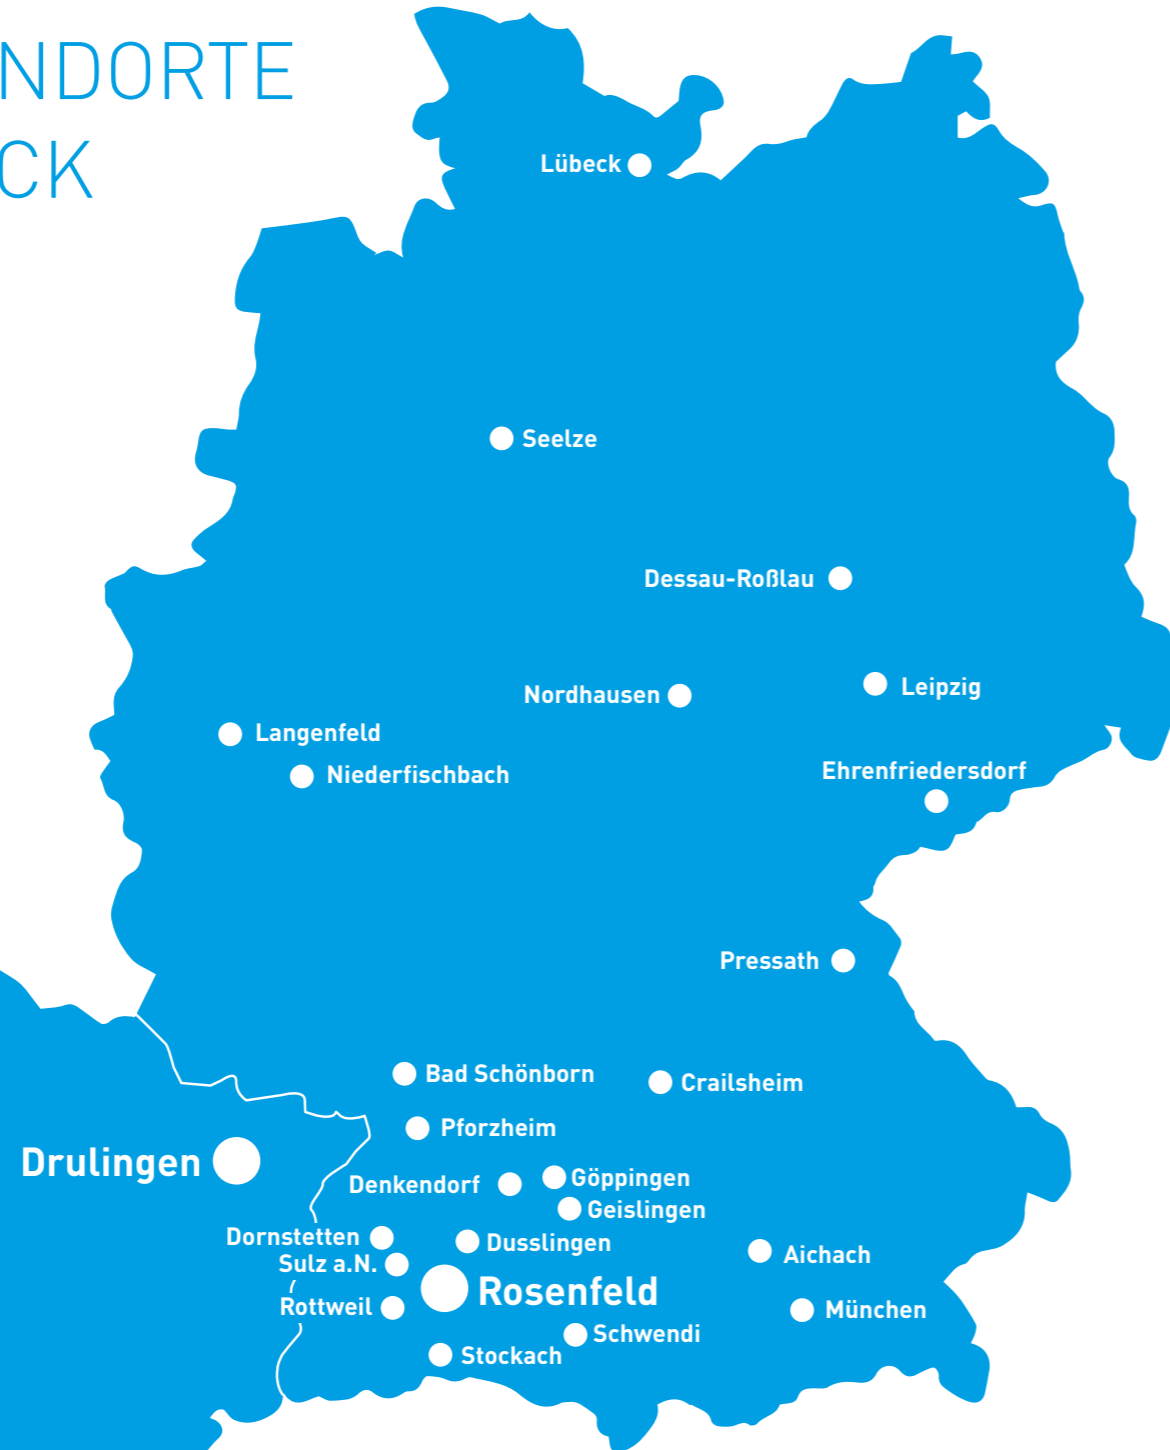 NDORTE
CK
Lübeck
Seelze
Dessau-Roßlau
Nordhausen
Leipzig
Langenfeld
Niederfischbach
Ehrenfriedersdorf
Pressath
Bad Schönborn
Crailsheim
Pforzheim
Drulingen
Denkendorf
Göppingen
Geislingen
Dornstetten
Dusslingen
Sulz a.N.
Aichach
Rosenfeld
Rottweil
München
Schwendi
Stockach